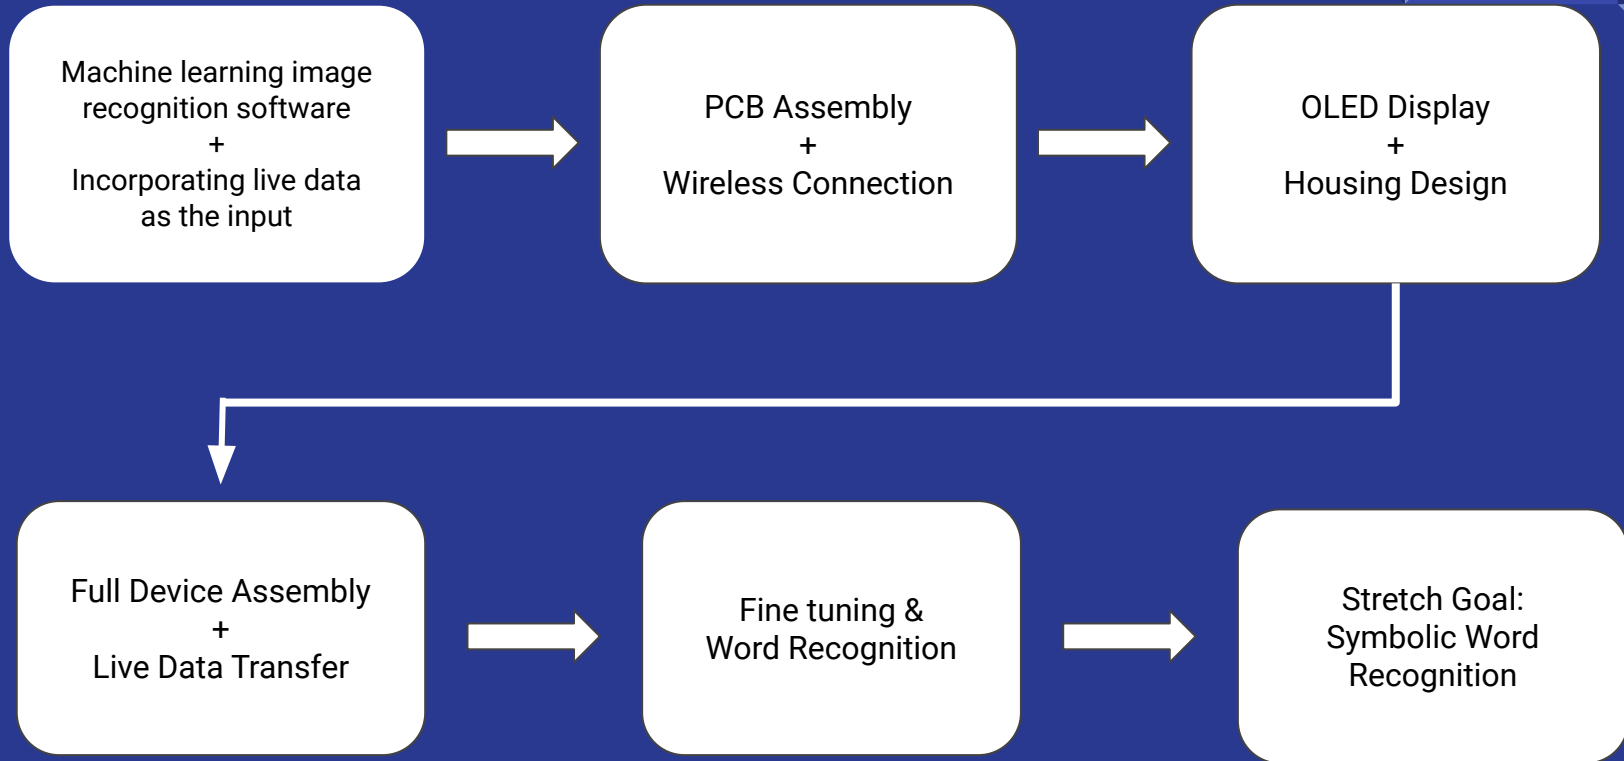 Machine learning image
recognition software
+
Incorporating live data
as the input
PCB Assembly
+
Wireless Connection
OLED Display
+
Housing Design
Full Device Assembly
+
Live Data Transfer
Fine tuning &
Word Recognition
Stretch Goal:
Symbolic Word
Recognition